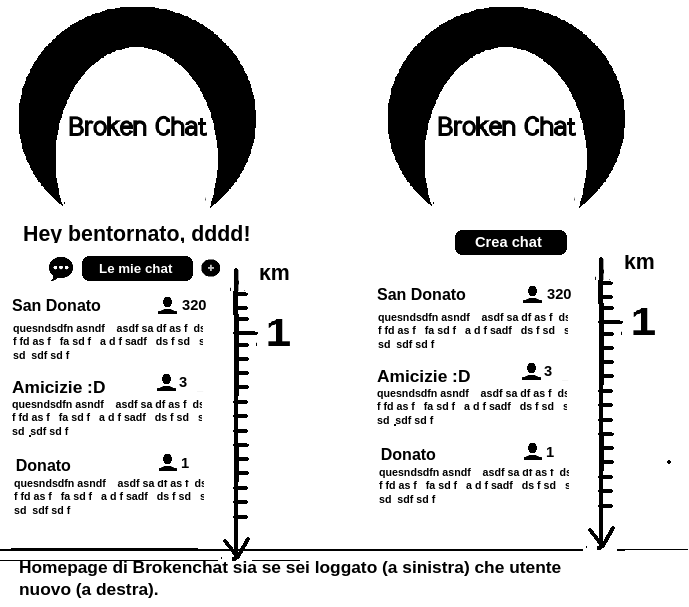 Broken Chat
Hey bentornato, dddd!
Le mie chat
km
San Donato 320
quesndsdfn asndf asdf sa df as f ds
f fd as f fa sd f a d f sadf ds f sd s
sd sdf sd f
1
Amicizie :D 3
quesndsdfn asndf asdf sa df as f ds
f fd as f fa sd f a d f sadf ds f sd s
sd sdf sd f
Donato 1
quesndsdfn asndf asdf sa df as f ds
f fd as f fa sd f a d f sadf ds f sd s
sd sdf sd f
Broken Chat
Crea chat
km
San Donato 320
quesndsdfn asndf asdf sa df as f ds
f fd as f fa sd f a d f sadf ds f sd s
sd sdf sd f
1
Amicizie :D 3
quesndsdfn asndf asdf sa df as f ds
f fd as f fa sd f a d f sadf ds f sd s
sd sdf sd f
Donato 1
quesndsdfn asndf asdf sa df as f ds
f fd as f fa sd f a d f sadf ds f sd s
sd sdf sd f
Homepage di Brokenchat sia se sei loggato (a sinistra) che utente
nuovo (a destra).